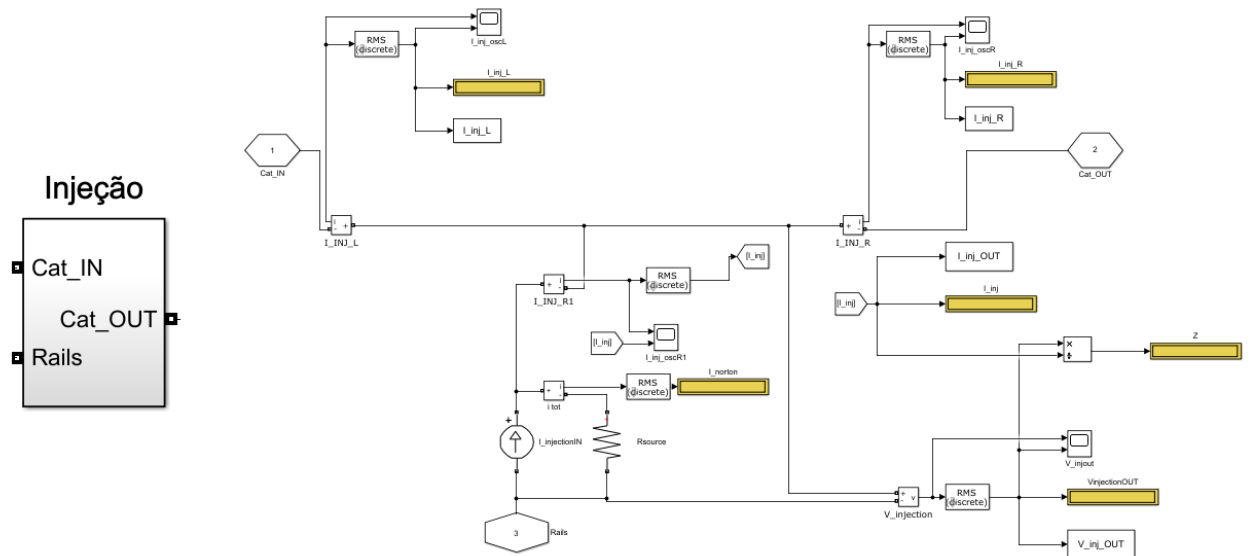 Injeção
Cat_IN
Cat_OUT
Rails
RMS
(discrete)
I_inj_oscL
I_inj_L
I_inj_L
1
Cat_IN
i
-
+
I_INJ_L
RMS
(discrete)
I_inj_oscR
I_inj_R
I_inj_R
2
Cat_OUT
+
i
-
I_INJ_R
+
i
-
I_INJ_R1
RMS
(discrete)
[I_inj]
[I_inj]
I_inj_oscR1
+
i
-
i tot
RMS
(discrete)
I_norton
+
I_injectionIN
Rsource
3
Rails
[I_inj]
I_inj_OUT
I_inj
×
÷
Z
+
-
v
V_injection
RMS
(discrete)
V_injout
VinjectionOUT
V_inj_OUT